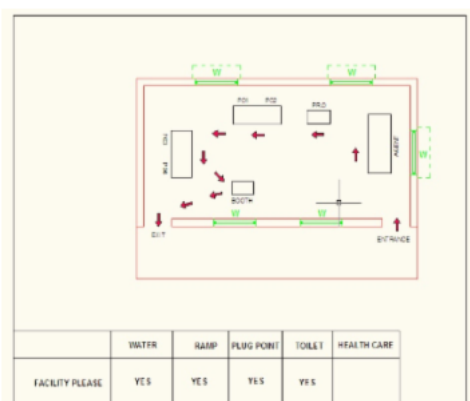 W W
PO1 PO2 PRO
AGENT
W
BOOTH
W W
EXIT
ENTRANCE
WATER RAMP PLUG POINT TOILET HEALTH CARE
FACILITY PLEASE YES YES YES YES